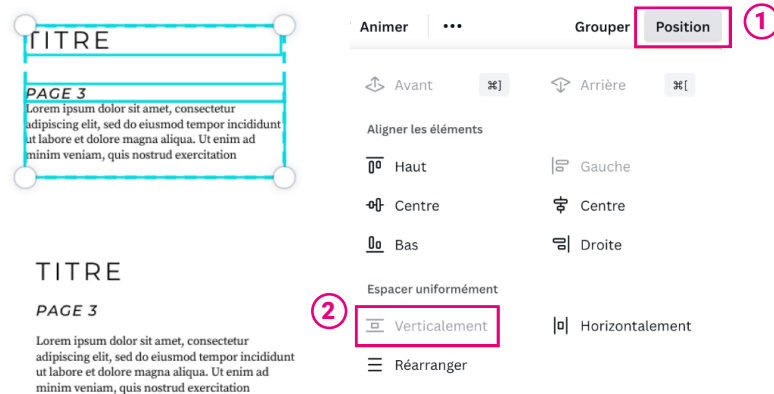 TITRE
PAGE 3
Lorem ipsum dolor sit amet, consectetur
adipiscing elit, sed do eiusmod tempor incididunt
ut labore et dolore magna aliqua. Ut enim ad
minim veniam, quis nostrud exercitation
TITRE
PAGE 3
Lorem ipsum dolor sit amet, consectetur
adipiscing elit, sed do eiusmod tempor incididunt
ut labore et dolore magna aliqua. Ut enim ad
minim veniam, quis nostrud exercitation
Animer ••• Grouper Position 1
Avant ⌘] Arrière ⌘[
Aligner les éléments
Haut Gauche
Centre Centre
Bas Droite
Espacer uniformément
2 Verticalement Horizontalement
Réarranger